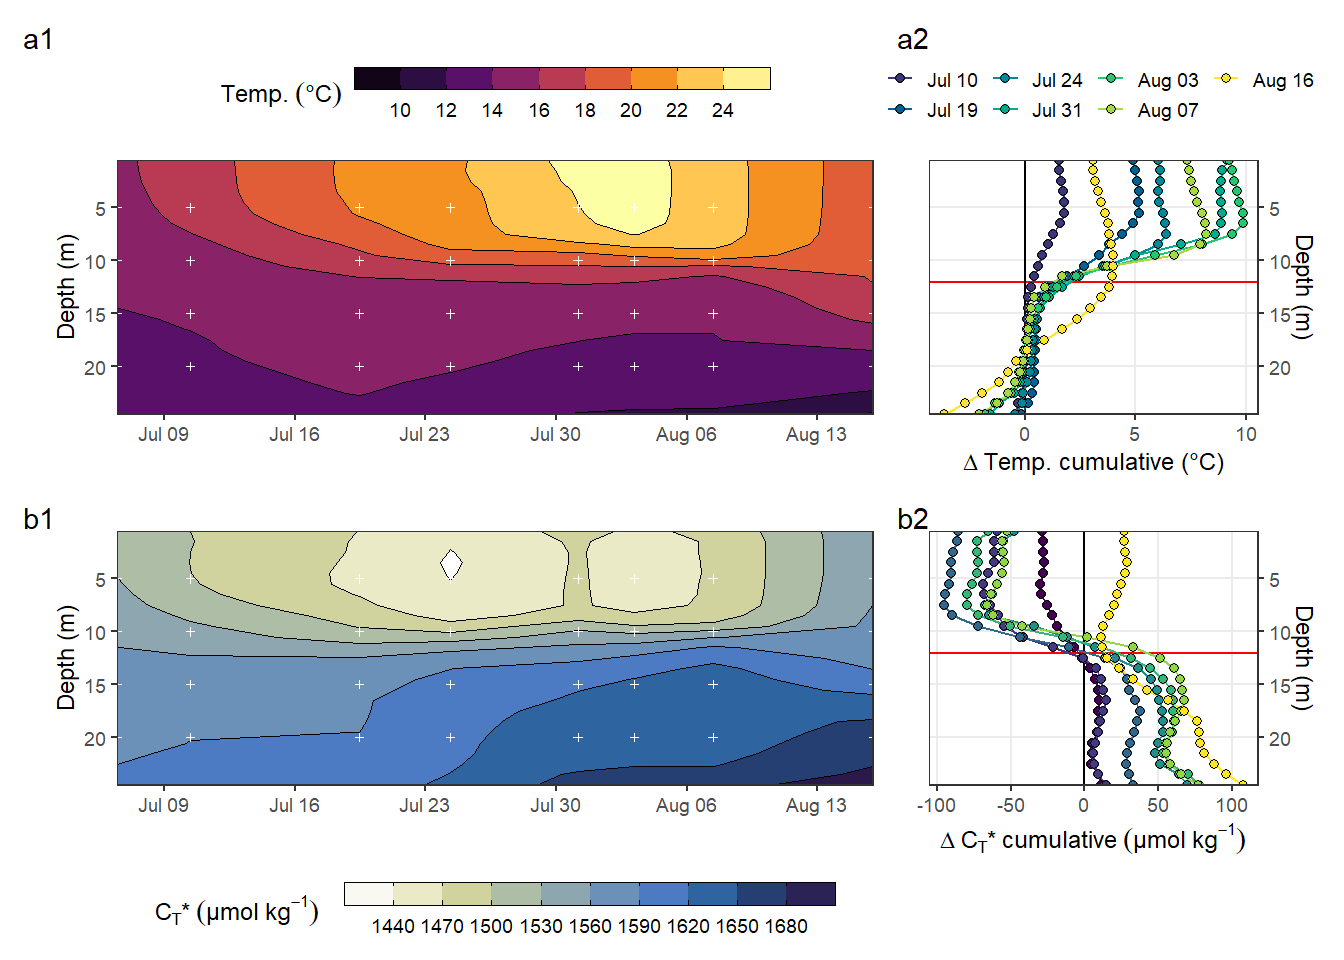 a1
a2
Temp. (°C)
10 12 14 16 18 20 22 24
Jul 10 Jul 24 Aug 03 Aug 16
Jul 19 Jul 31 Aug 07
Depth (m)
5
10
15
20
Jul 09 Jul 16 Jul 23 Jul 30 Aug 06 Aug 13
5
10
15
20
Depth (m)
0 5 10
Δ Temp. cumulative (°C)
b1
b2
Depth (m)
5
10
15
20
Jul 09 Jul 16 Jul 23 Jul 30 Aug 06 Aug 13
5
10
15
20
Depth (m)
-100 -50 0 50 100
Δ C_T* cumulative (µmol kg⁻¹)
C_T* (µmol kg⁻¹)
1440 1470 1500 1530 1560 1590 1620 1650 1680